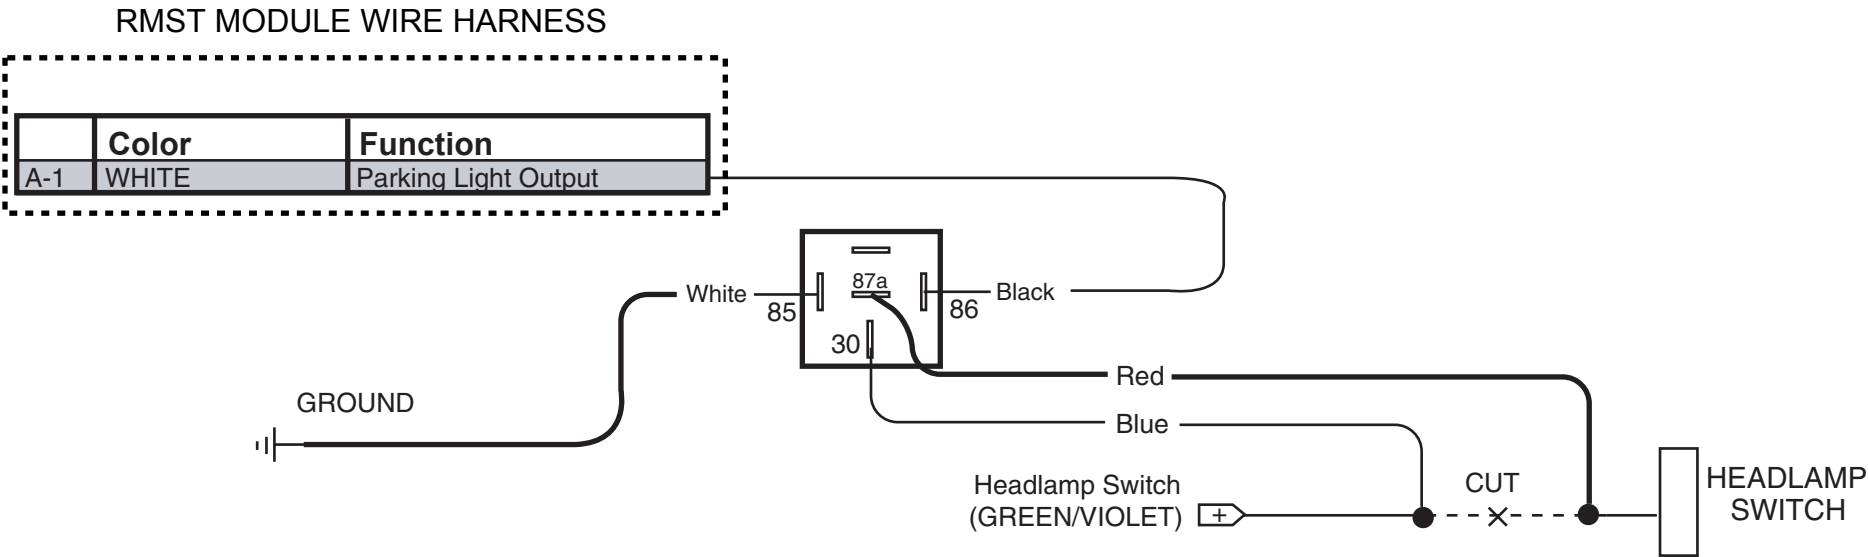 RMST MODULE WIRE HARNESS
Color Function
A-1 WHITE Parking Light Output
87a
White
85
Black
86
30
Red
GROUND
Blue
Headlamp Switch
(GREEN/VIOLET)
+
CUT
HEADLAMP
SWITCH